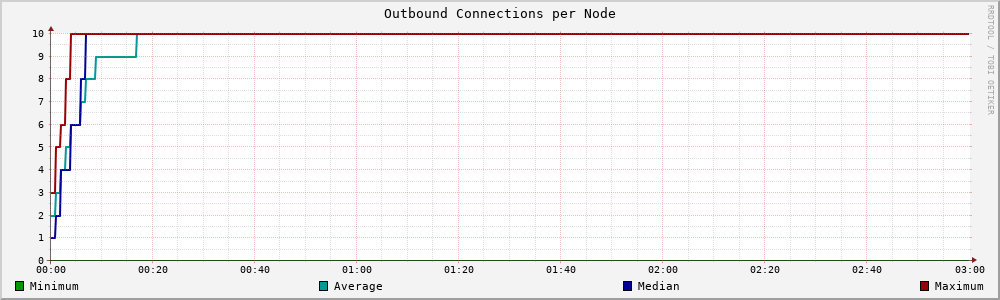 Outbound Connections per Node
RRDTOOL / TOBI OETIKER
10
9
8
7
6
5
4
3
2
1
0
00:00 00:20 00:40 01:00 01:20 01:40 02:00 02:20 02:40 03:00
Minimum Average Median Maximum